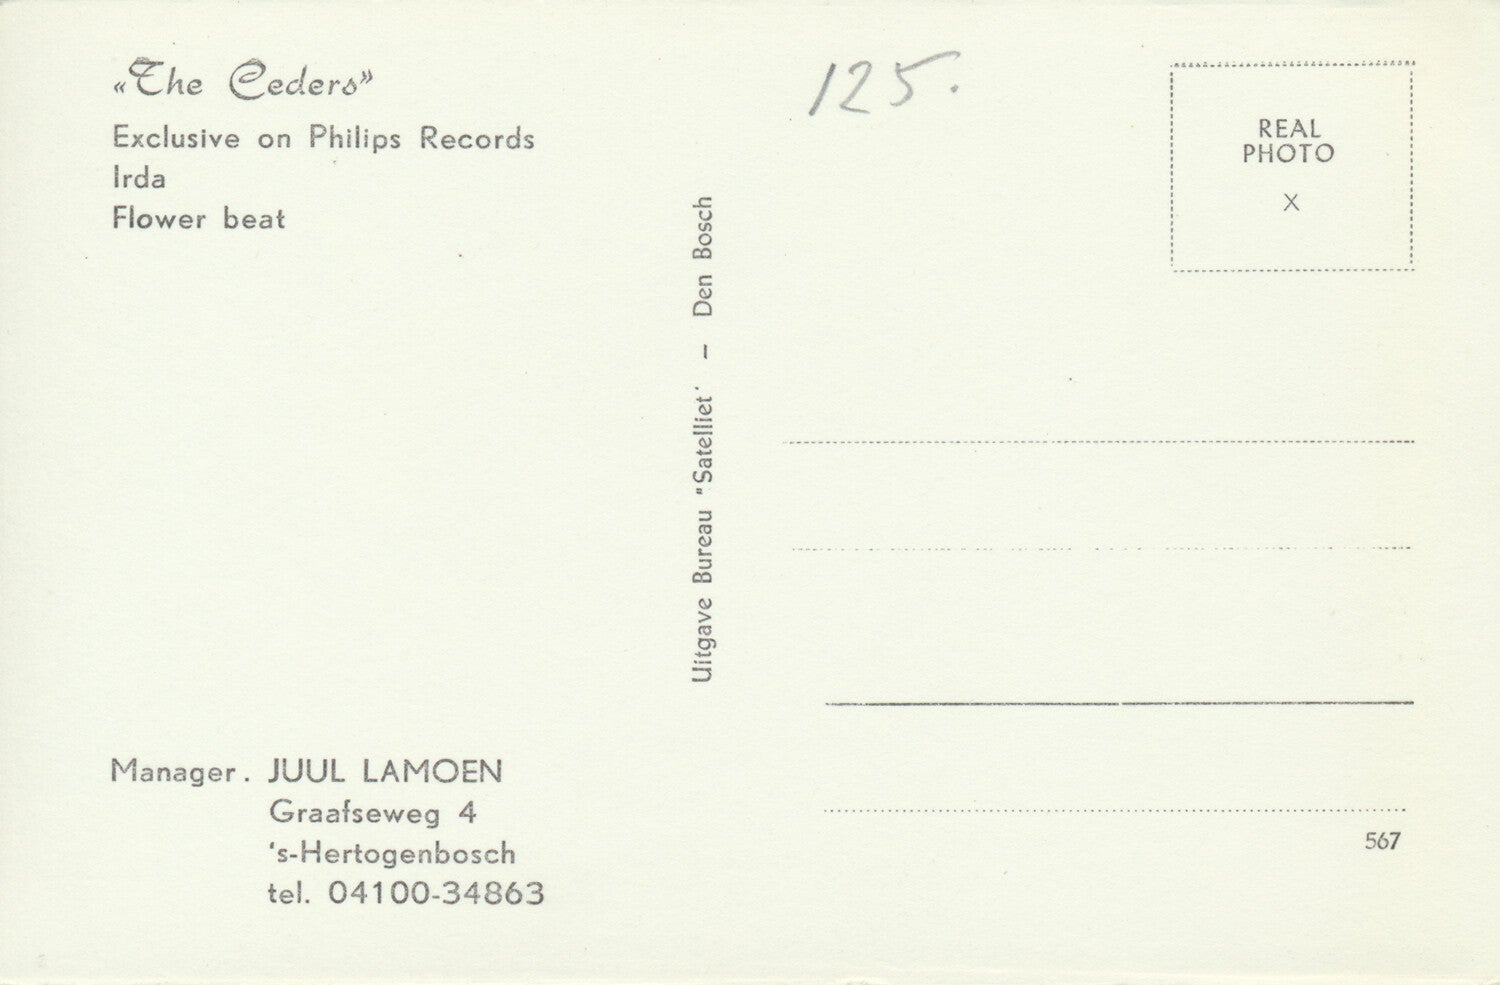 «The Ceders»
Exclusive on Philips Records
Irda
Flower beat
Manager. JUUL LAMOEN
Graafseweg 4
's-Hertogenbosch
tel. 04100-34863
Uitgave Bureau "Satelliet' - Den Bosch
125.
REAL
PHOTO
X
567